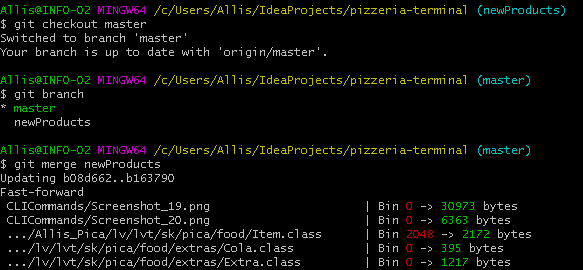 Allis@INFO-O2 MINGW64 /c/Users/Allis/IdeaProjects/pizzeria-terminal (newProducts)
$ git checkout master
Switched to branch 'master'
Your branch is up to date with 'origin/master'.
Allis@INFO-O2 MINGW64 /c/Users/Allis/IdeaProjects/pizzeria-terminal (master)
$ git branch
* master
newProducts
Allis@INFO-O2 MINGW64 /c/Users/Allis/IdeaProjects/pizzeria-terminal (master)
$ git merge newProducts
Updating b08d662..b163790
Fast-forward
CLICommands/Screenshot_19.png | Bin 0 -> 30973 bytes
CLICommands/Screenshot_20.png | Bin 0 -> 6363 bytes
.../Allis_Pica/lv/lvt/sk/pica/food/Item.class | Bin 2048 -> 2172 bytes
.../lv/lvt/sk/pica/food/extras/Cola.class | Bin 0 -> 395 bytes
.../lv/lvt/sk/pica/food/extras/Extra.class | Bin 0 -> 1217 bytes